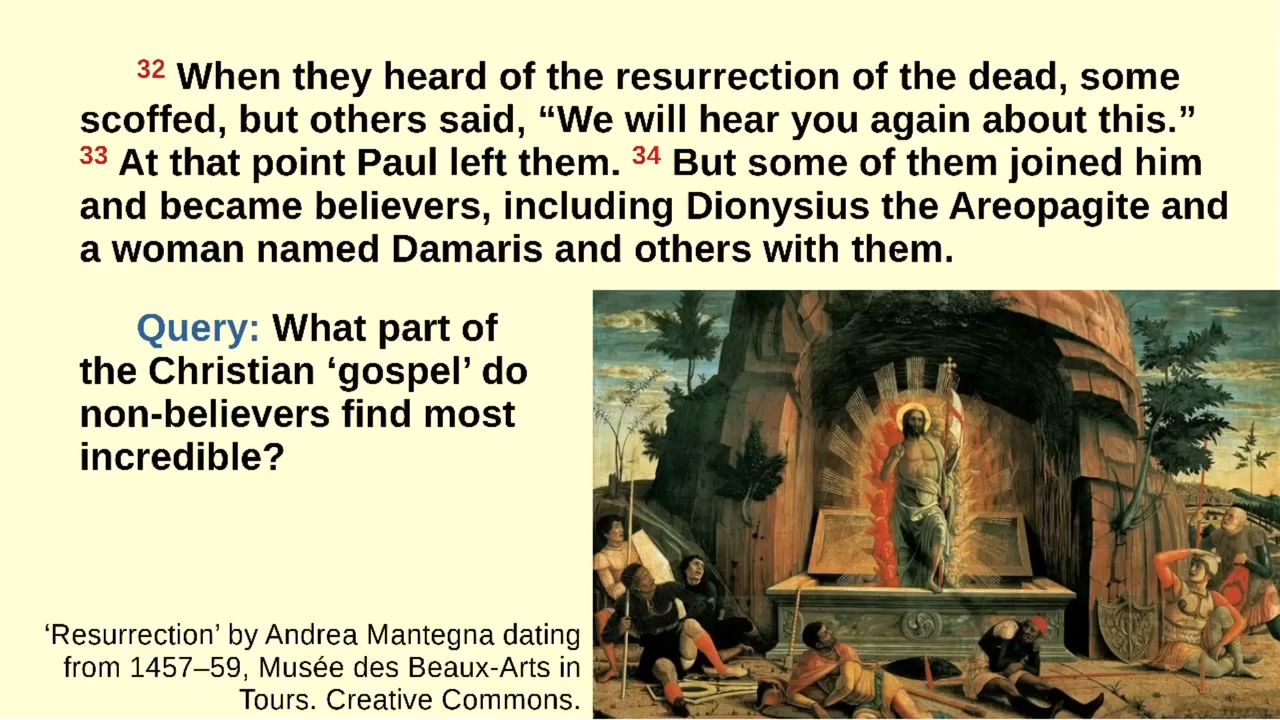 32 When they heard of the resurrection of the dead, some
scoffed, but others said, “We will hear you again about this.”
33 At that point Paul left them. 34 But some of them joined him
and became believers, including Dionysius the Areopagite and
a woman named Damaris and others with them.
Query: What part of
the Christian ‘gospel’ do
non-believers find most
incredible?
‘Resurrection’ by Andrea Mantegna dating
from 1457–59, Musée des Beaux-Arts in
Tours. Creative Commons.